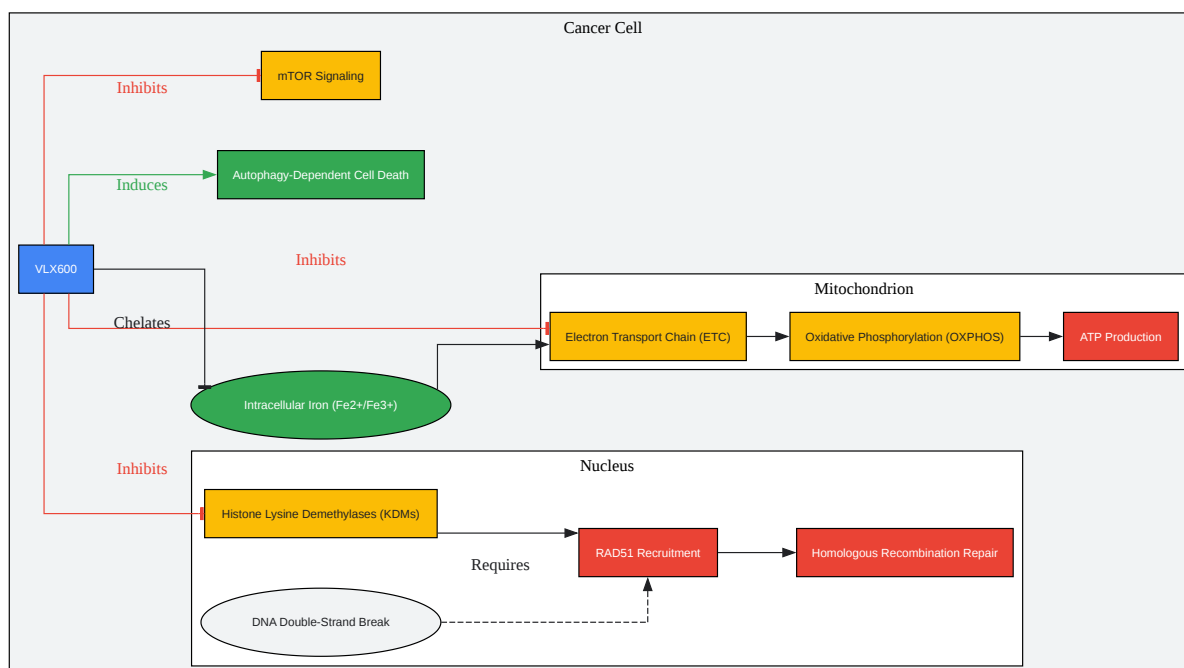 Cancer Cell
mTOR Signaling
Inhibits
Autophagy-Dependent Cell Death
Induces
Inhibits
VLX600
Mitochondrion
Chelates
Electron Transport Chain (ETC)
Oxidative Phosphorylation (OXPHOS)
ATP Production
Intracellular Iron (Fe2+/Fe3+)
Nucleus
Inhibits
Histone Lysine Demethylases (KDMs)
RAD51 Recruitment
Homologous Recombination Repair
Requires
DNA Double-Strand Break